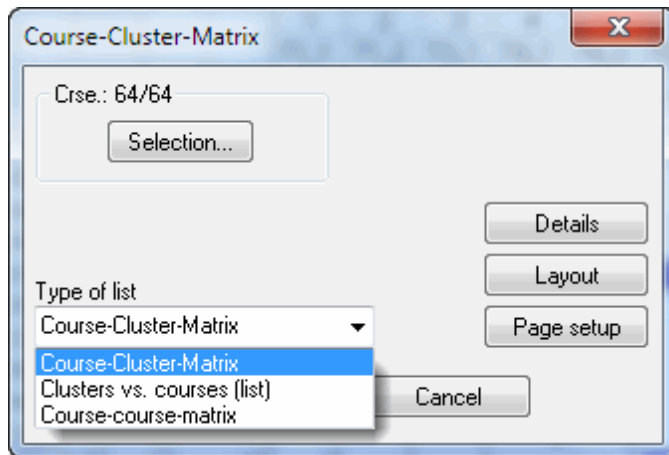 Course-Cluster-Matrix
Crse.: 64/64
Selection...
Details
Layout
Type of list
Course-Cluster-Matrix
Page setup
Course-Cluster-Matrix
Clusters vs. courses (list)
Course-course-matrix
Cancel